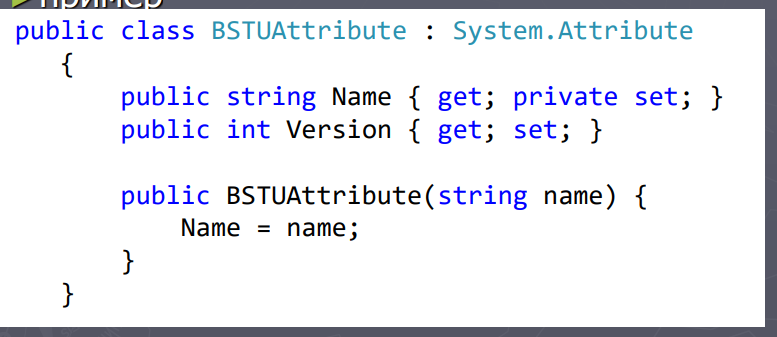 Пример
public class BSTUAttribute : System.Attribute
{
public string Name { get; private set; }
public int Version { get; set; }
public BSTUAttribute(string name) {
Name = name;
}
}